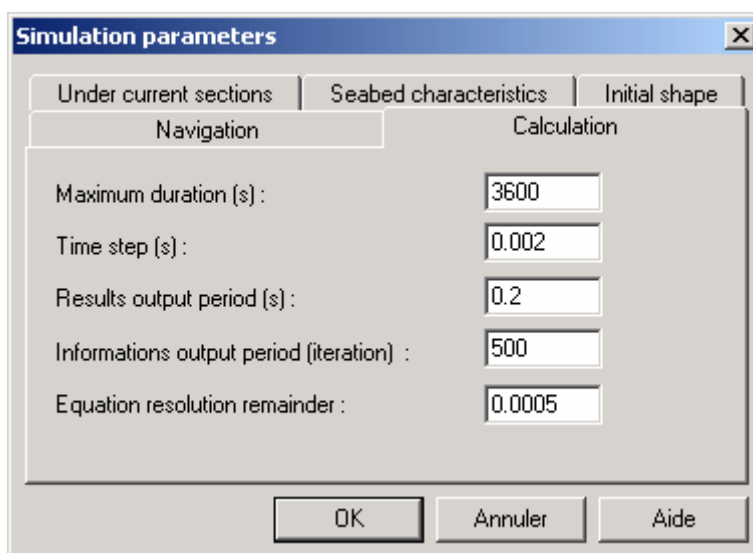 Simulation parameters
Under current sections Seabed characteristics Initial shape
Navigation Calculation
Maximum duration (s) : 3600
Time step (s) : 0.002
Results output period (s) : 0.2
Informations output period (iteration) : 500
Equation resolution remainder : 0.0005
OK Annuler Aide